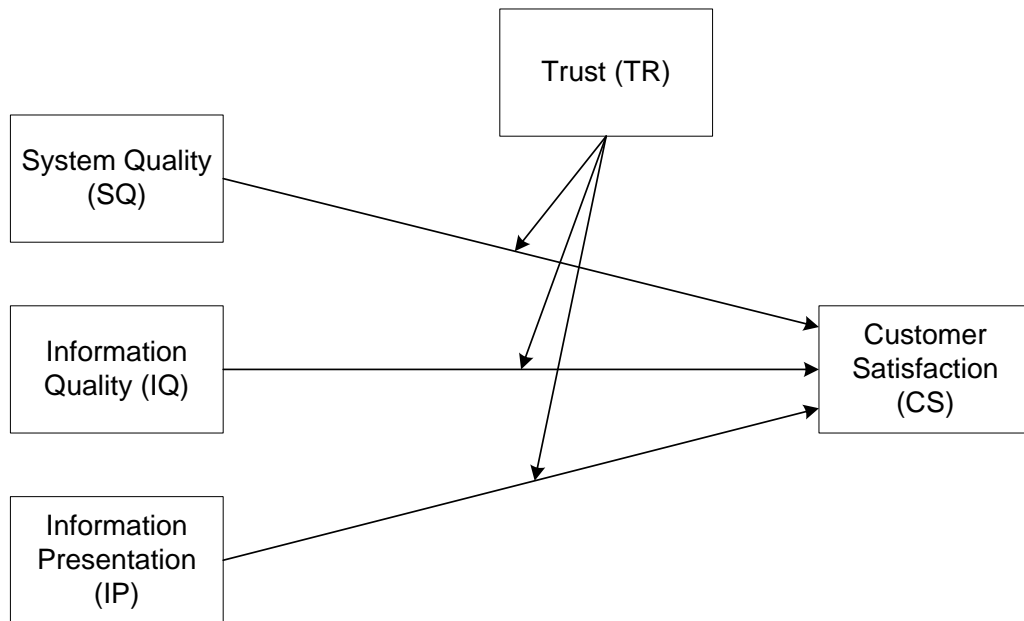 Trust (TR)
System Quality
(SQ)
Information
Quality (IQ)
Customer
Satisfaction
(CS)
Information
Presentation
(IP)